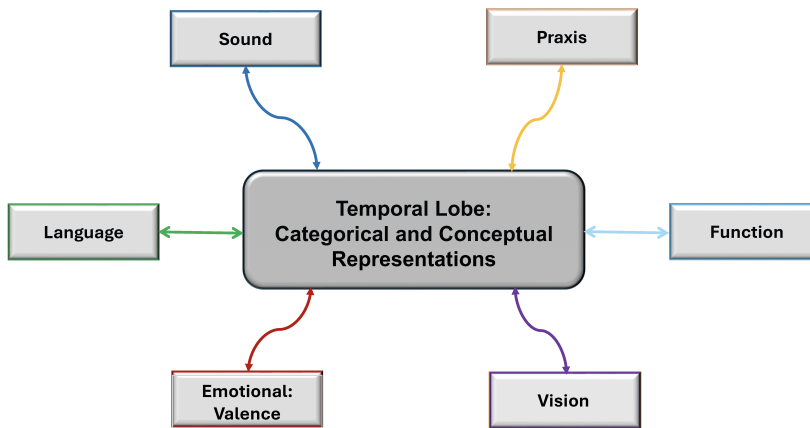 Sound
Praxis
Temporal Lobe:
Categorical and Conceptual
Representations
Language
Function
Emotional:
Valence
Vision